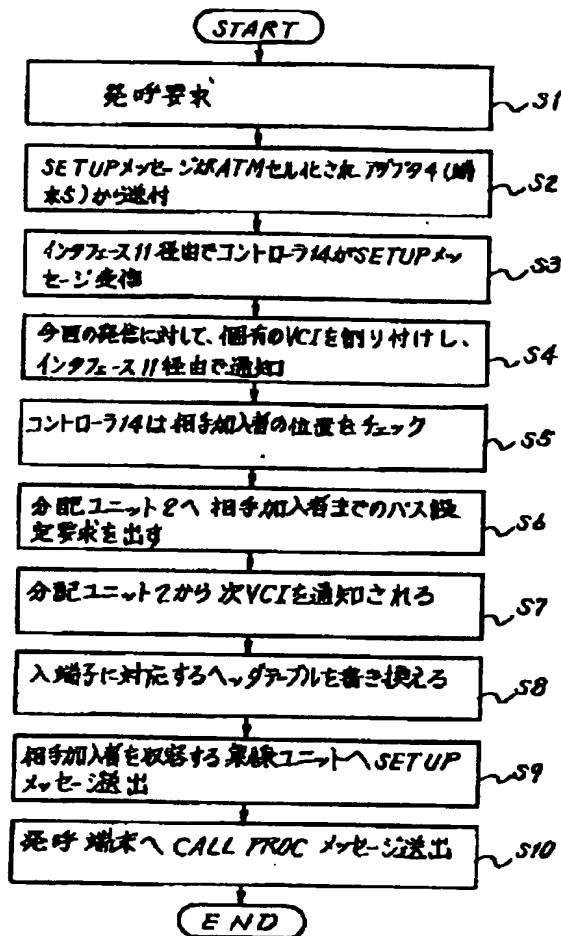 START
発呼要求
S1
SETUPメッセージがATMセル化されアダプタ4(端
末5)から送付
S2
インタフェース11経由でコントローラ14がSETUPメッ
セージ受信
S3
今回の発信に対して、個有のVCIを割り付けし、
インタフェース11経由で通知
S4
コントローラ14は相手加入者の位置をチェック
S5
分配ユニット2へ相手加入者までのパス設
定要求を出す
S6
分配ユニット2から次VCIを通知される
S7
入端子に対応するヘッダテーブルを書き換える
S8
相手加入者を収容する集線ユニットへSETUP
メッセージ送出
S9
発呼端末へ CALL PROC メッセージ送出
S10
END